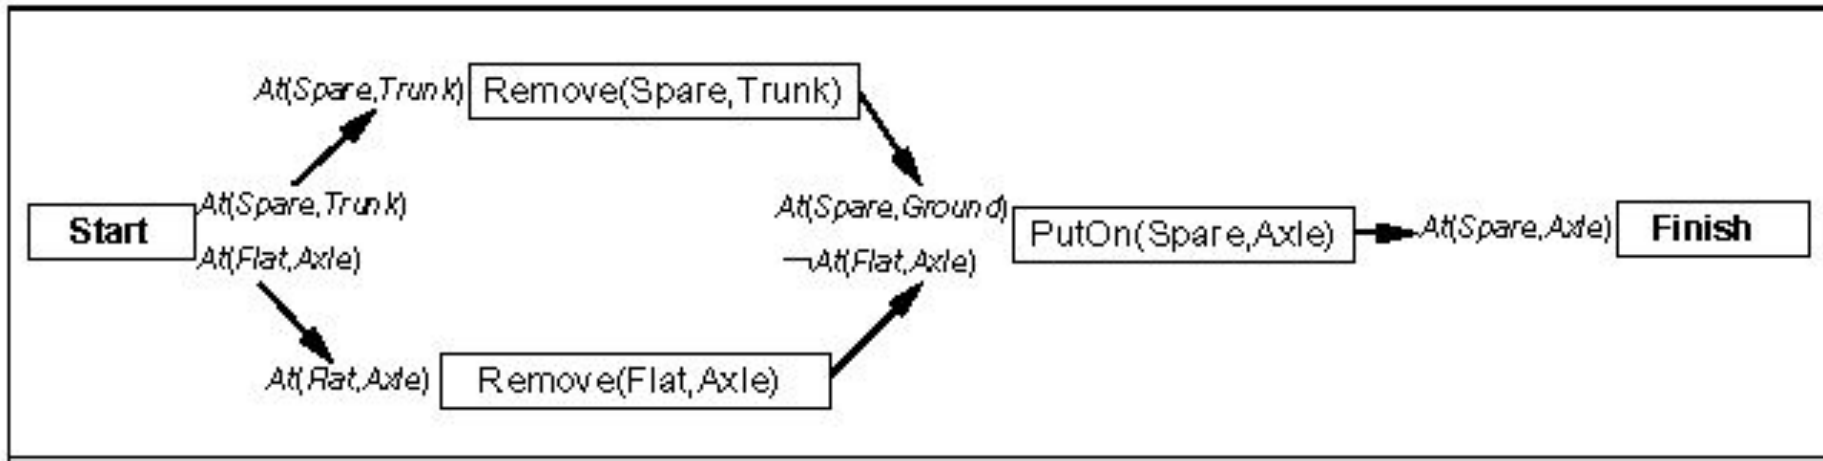 At(Spare,Trunk) Remove(Spare,Trunk)
Start At(Spare,Trunk)
At(Flat,Axle)
At(Spare,Ground)
¬At(Flat,Axle)
PutOn(Spare,Axle)
At(Spare,Axle) Finish
At(Flat,Axle) Remove(Flat,Axle)